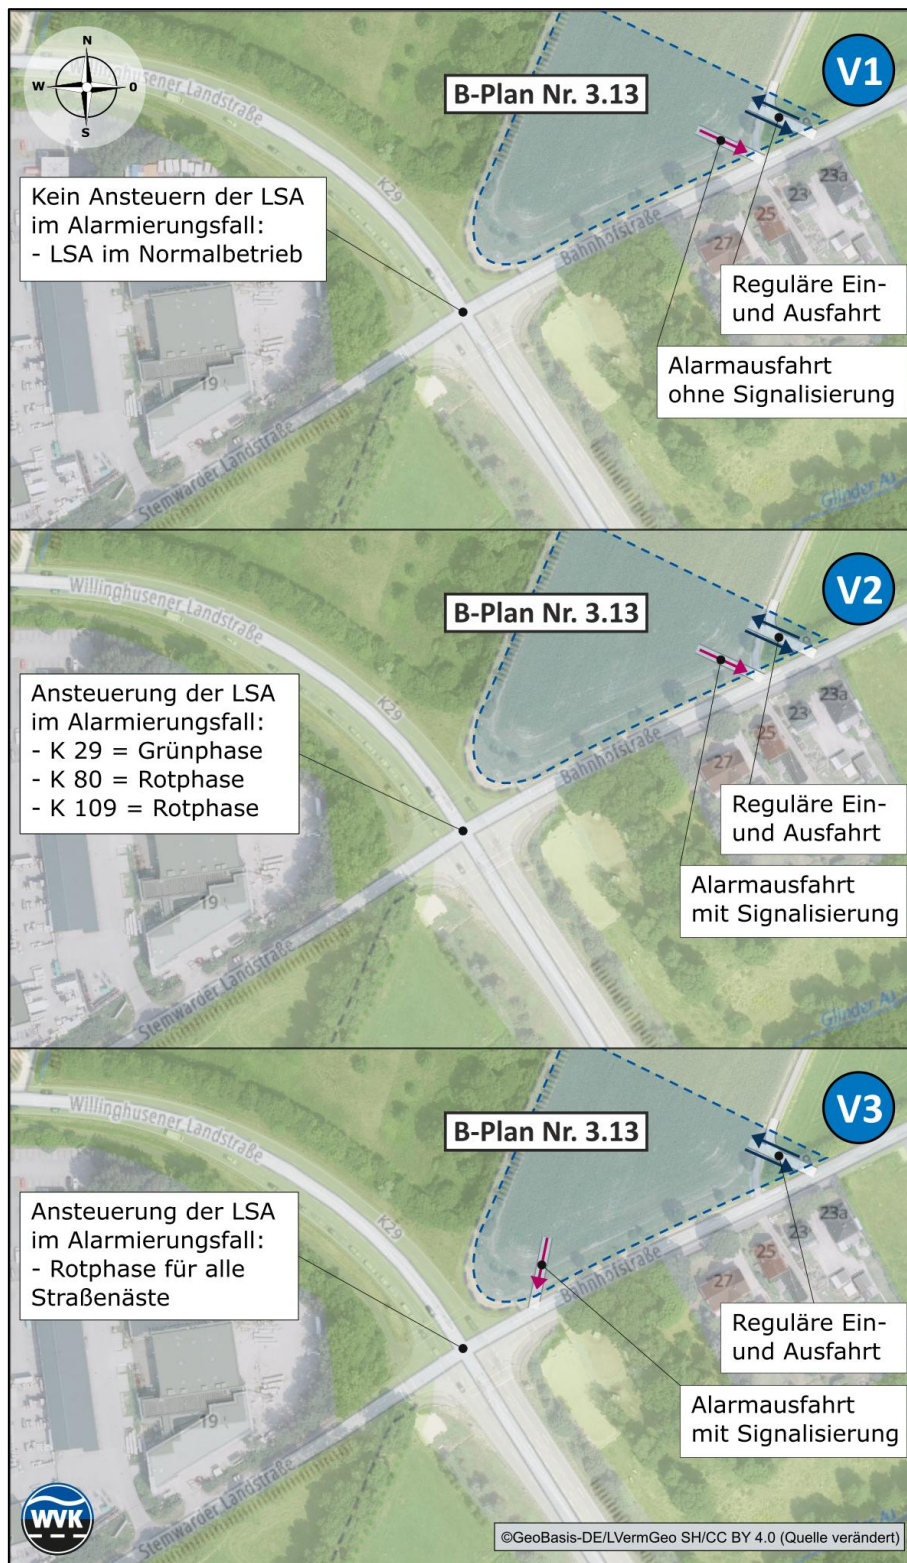 N
W
O
S
V1
B-Plan Nr. 3.13
Willinghusener Landstraße
K29
Kein Ansteuern der LSA
im Alarmierungsfall:
- LSA im Normalbetrieb
Bahnhofstraße
23a
23
25
27
Reguläre Ein-
und Ausfahrt
Alarmausfahrt
ohne Signalisierung
19
Stemwarder Landstraße
V2
Willinghusener Landstraße
B-Plan Nr. 3.13
K29
Ansteuerung der LSA
im Alarmierungsfall:
- K 29 = Grünphase
- K 80 = Rotphase
- K 109 = Rotphase
Bahnhofstraße
23a
23
25
27
Reguläre Ein-
und Ausfahrt
Alarmausfahrt
mit Signalisierung
19
Stemwarder Landstraße
V3
Willinghusener Landstraße
B-Plan Nr. 3.13
K29
Ansteuerung der LSA
im Alarmierungsfall:
- Rotphase für alle
Straßenäste
Bahnhofstraße
23a
23
25
27
Reguläre Ein-
und Ausfahrt
Alarmausfahrt
mit Signalisierung
19
Stemwarder Landstraße
WVK
©GeoBasis-DE/LVermGeo SH/CC BY 4.0 (Quelle verändert)